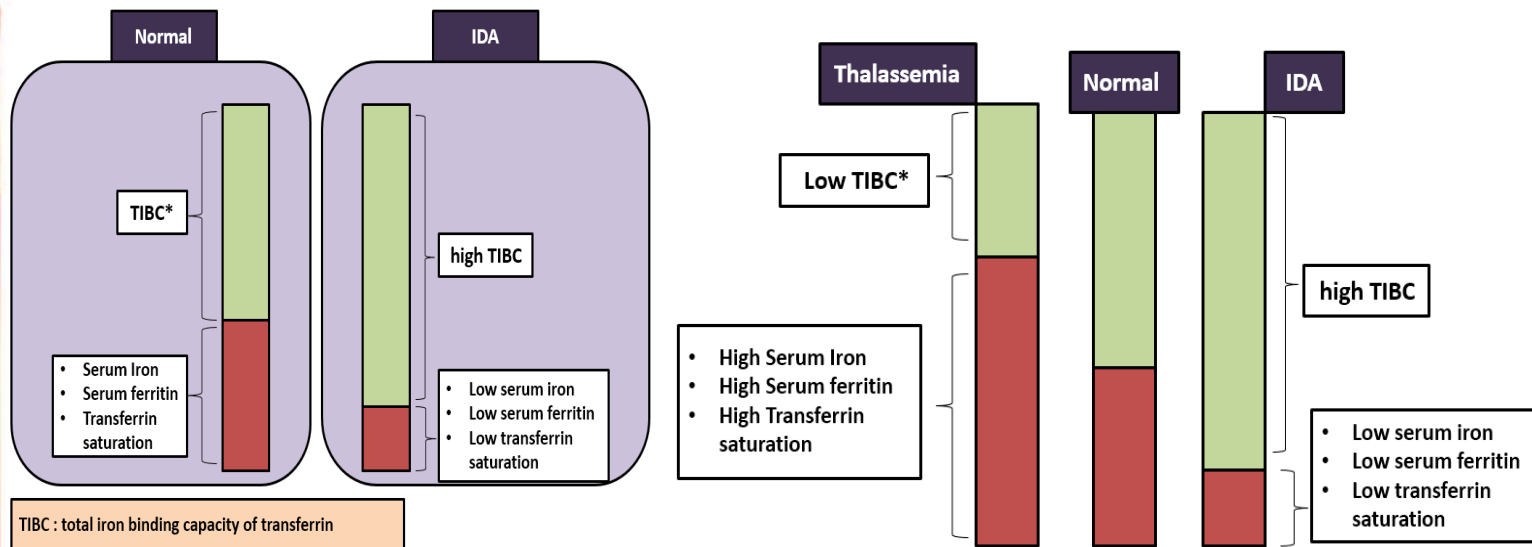 Normal
TIBC*
• Serum Iron
• Serum ferritin
• Transferrin
saturation
IDA
high TIBC
• Low serum iron
• Low serum ferritin
• Low transferrin
saturation
TIBC : total iron binding capacity of transferrin
Thalassemia
Low TIBC*
• High Serum Iron
• High Serum ferritin
• High Transferrin
saturation
Normal
IDA
high TIBC
• Low serum iron
• Low serum ferritin
• Low transferrin
saturation